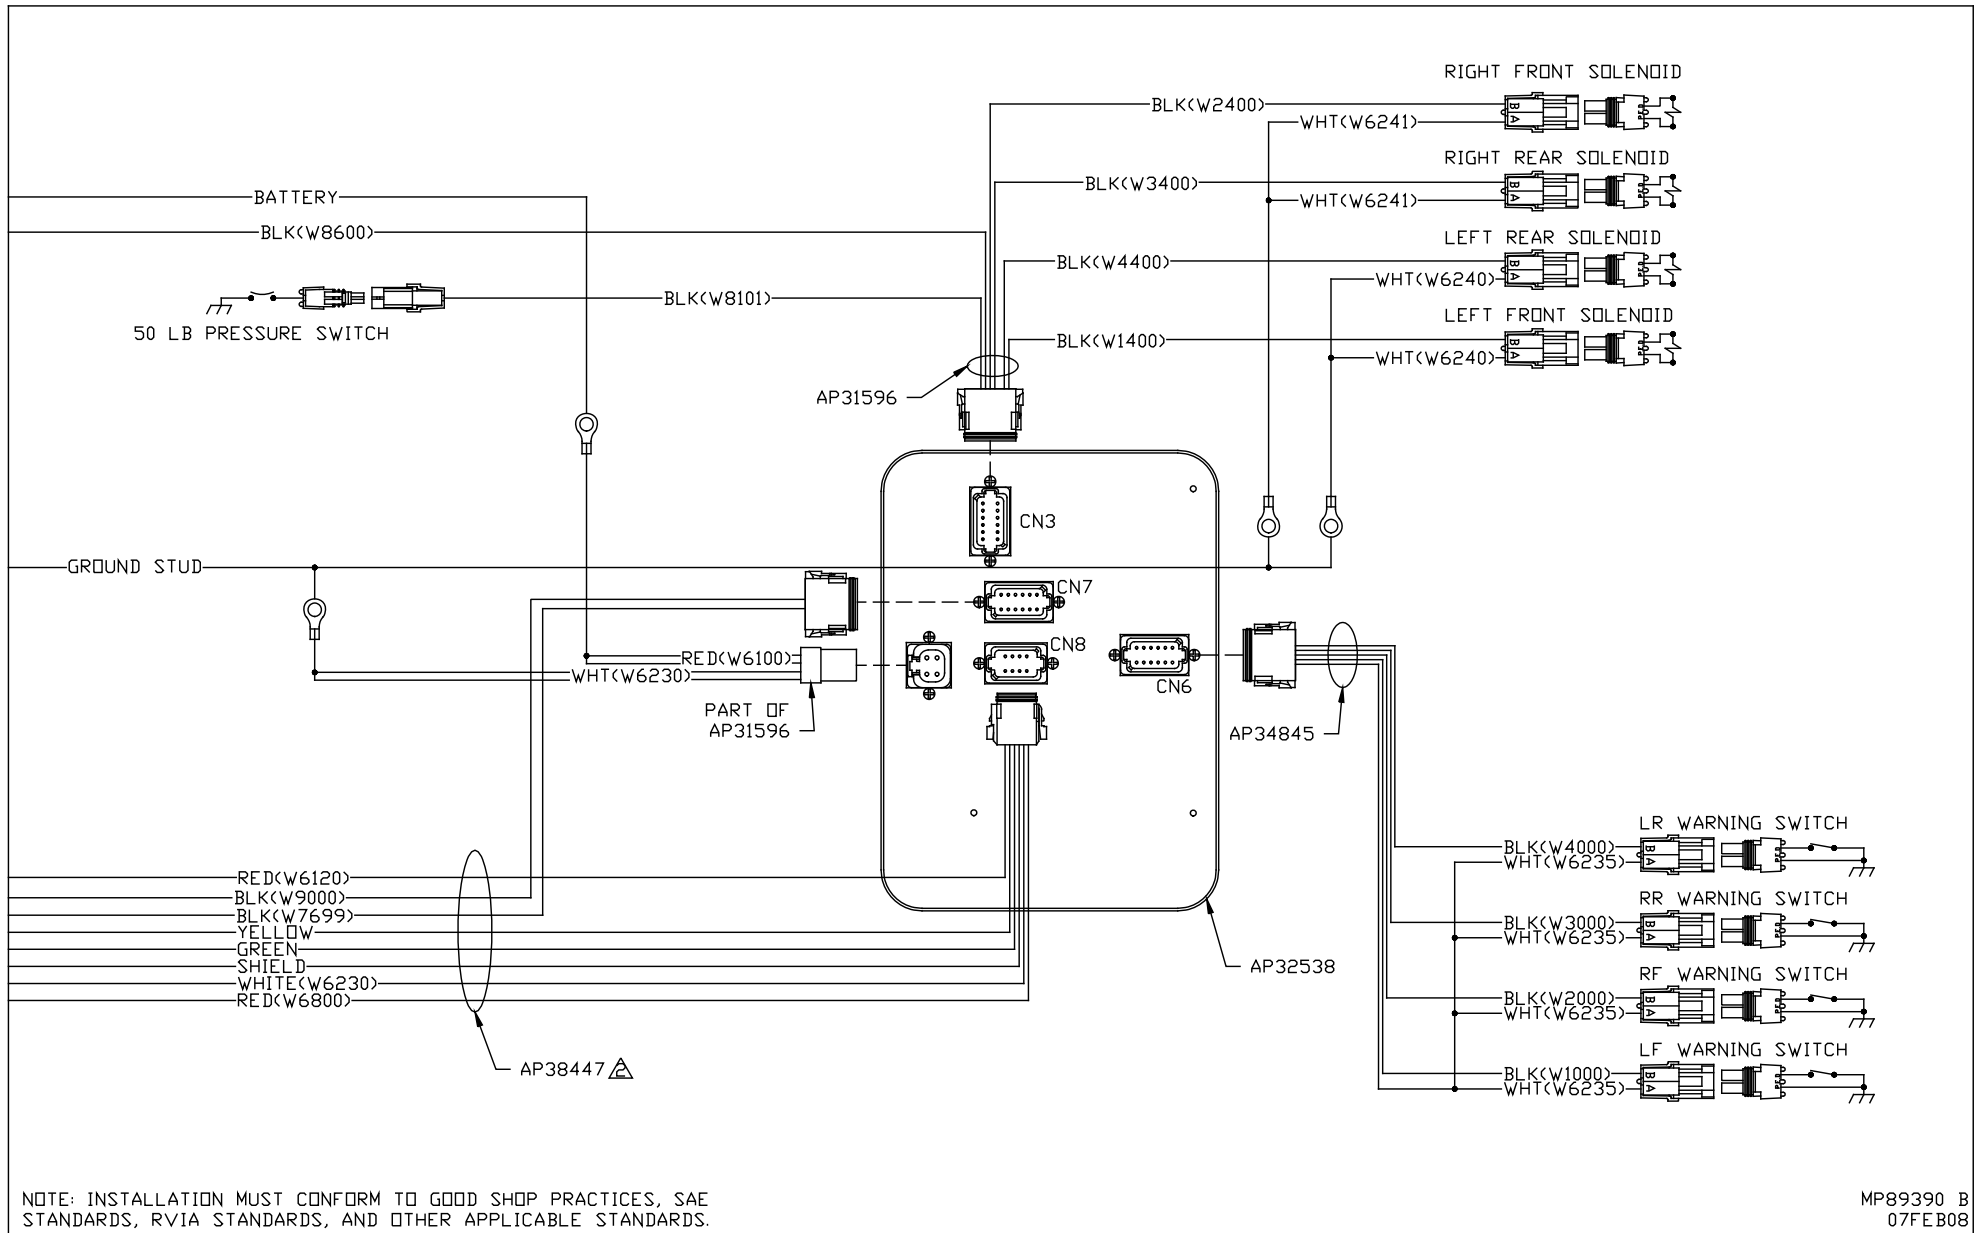 RIGHT FRONT SOLENOID
BLK(W2400)
B
A
WHT(W6241)
RIGHT REAR SOLENOID
BLK(W3400)
B
A
WHT(W6241)
BATTERY
BLK(W8600)
LEFT REAR SOLENOID
BLK(W4400)
B
A
WHT(W6240)
BLK(W8101)
50 LB PRESSURE SWITCH
LEFT FRONT SOLENOID
BLK(W1400)
B
A
WHT(W6240)
AP31596
CN3
GROUND STUD
CN7
CN8
RED(W6100)
WHT(W6230)
CN6
PART OF
AP31596
AP34845
LR WARNING SWITCH
BLK(W4000)
WHT(W6235)
B
A
RED(W6120)
BLK(W9000)
BLK(W7699)
YELLOW
GREEN
SHIELD
WHITE(W6230)
RED(W6800)
RR WARNING SWITCH
BLK(W3000)
WHT(W6235)
B
A
AP32538
RF WARNING SWITCH
BLK(W2000)
WHT(W6235)
B
A
LF WARNING SWITCH
BLK(W1000)
WHT(W6235)
B
A
AP38447 2
NOTE: INSTALLATION MUST CONFORM TO GOOD SHOP PRACTICES, SAE
STANDARDS, RVIA STANDARDS, AND OTHER APPLICABLE STANDARDS.
MP89390 B
07FEB08